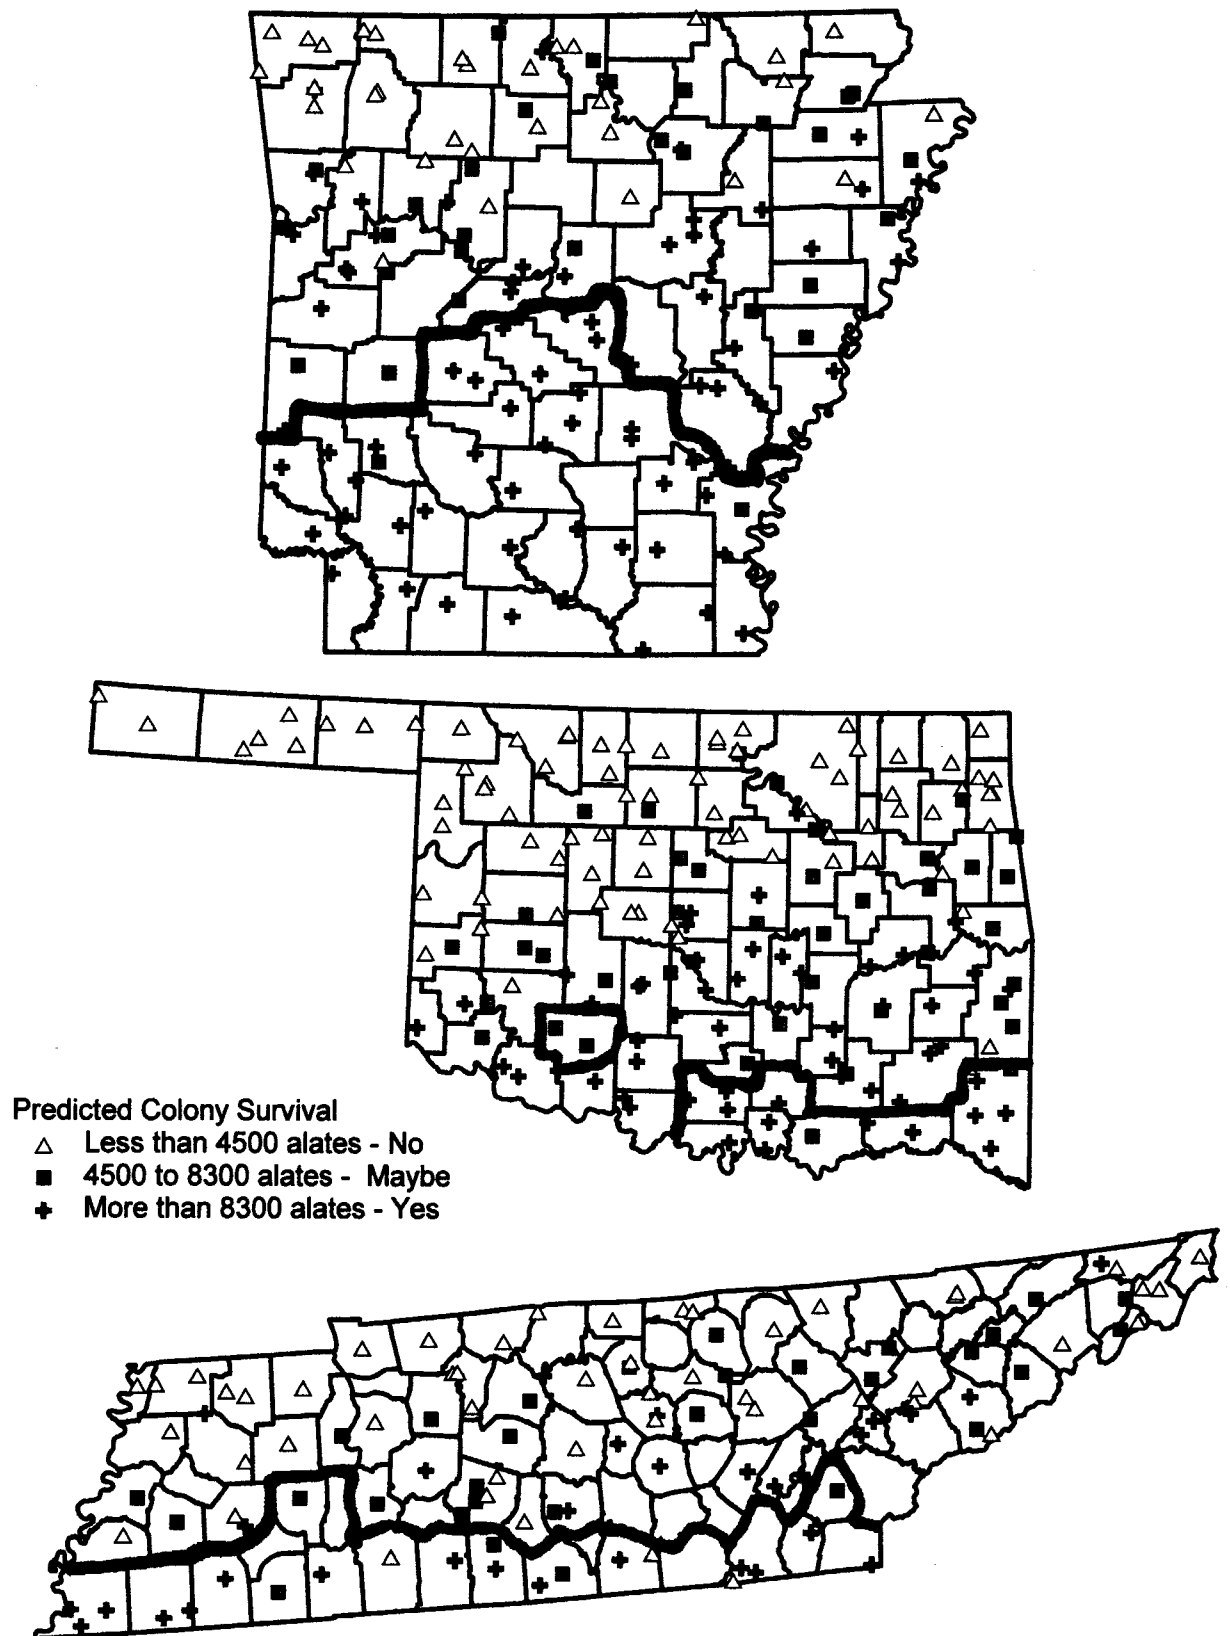 Predicted Colony Survival
Less than 4500 alates - No
4500 to 8300 alates - Maybe
More than 8300 alates - Yes